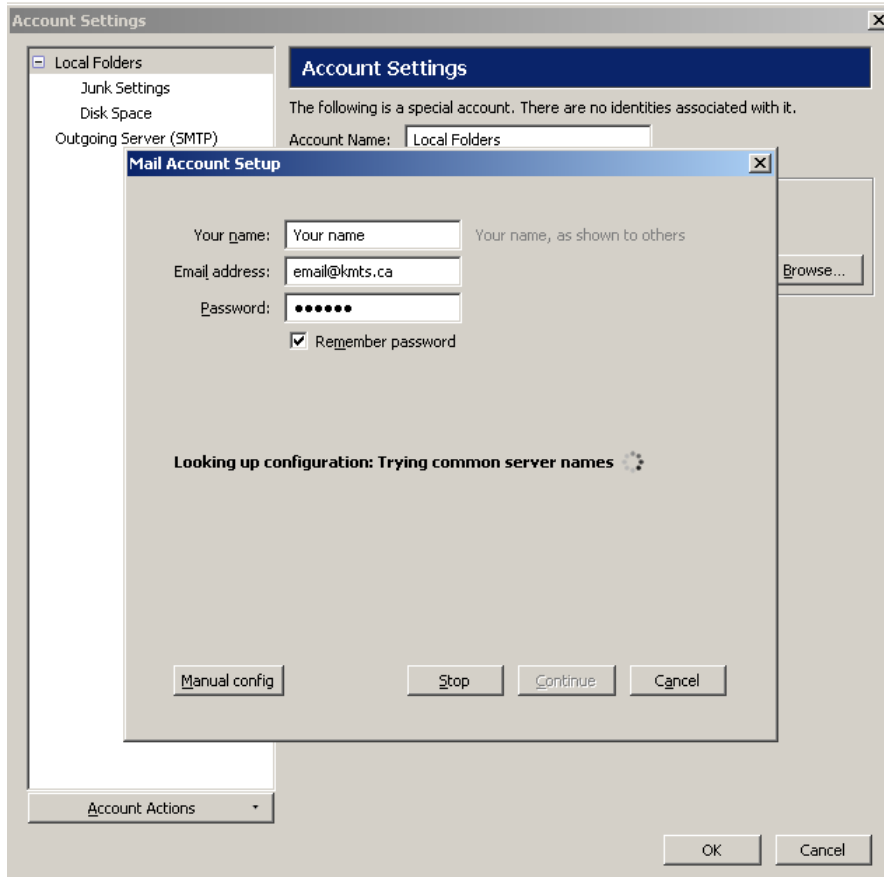 Account Settings
Local Folders
Junk Settings
Disk Space
Outgoing Server (SMTP)
Account Settings
The following is a special account. There are no identities associated with it.
Account Name: Local Folders
Browse...
Mail Account Setup
Your name: Your name Your name, as shown to others
Email address: email@kmts.ca
Password: ●●●●●●
Remember password
Looking up configuration: Trying common server names
Manual config Stop Continue Cancel
Account Actions
OK Cancel